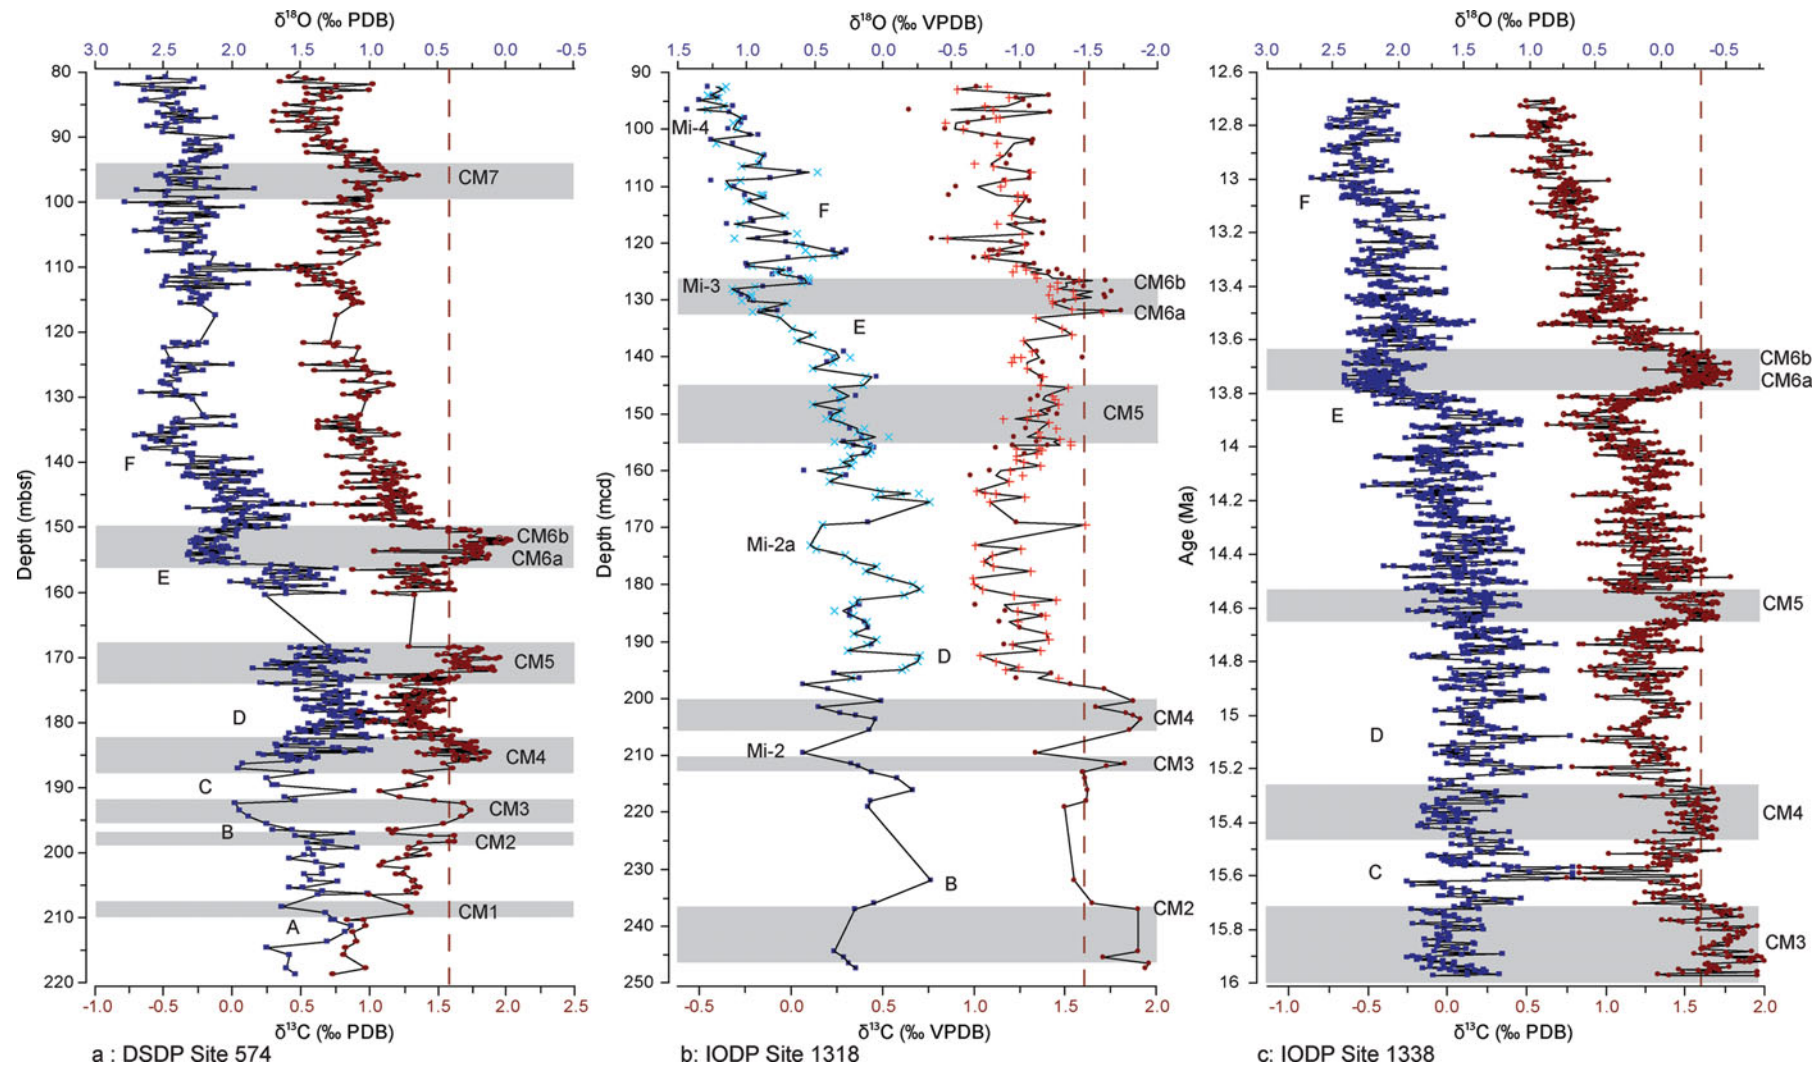 δ¹⁸O (‰ PDB)
3.0 2.5 2.0 1.5 1.0 0.5 0.0 -0.5
80
90
100
110
120
130
140
150
160
170
180
190
200
210
220
Depth (mbsf)
CM7
F
CM6b
CM6a
E
CM5
D
CM4
C
CM3
B
CM2
CM1
A
-1.0 -0.5 0.0 0.5 1.0 1.5 2.0 2.5
δ¹³C (‰ PDB)
a : DSDP Site 574
δ¹⁸O (‰ VPDB)
1.5 1.0 0.5 0.0 -0.5 -1.0 -1.5 -2.0
90
100
110
120
130
140
150
160
170
180
190
200
210
220
230
240
250
Depth (mcd)
Mi-4
F
Mi-3
CM6b
CM6a
E
CM5
Mi-2a
D
CM4
Mi-2
CM3
B
CM2
-0.5 0.0 0.5 1.0 1.5 2.0
δ¹³C (‰ VPDB)
b: IODP Site 1318
δ¹⁸O (‰ PDB)
3.0 2.5 2.0 1.5 1.0 0.5 0.0 -0.5
12.6
12.8
13
13.2
13.4
13.6
13.8
14
14.2
14.4
14.6
14.8
15
15.2
15.4
15.6
15.8
16
Age (Ma)
F
CM6b
CM6a
E
CM5
D
CM4
C
CM3
-1.0 -0.5 0.0 0.5 1.0 1.5 2.0
δ¹³C (‰ PDB)
c: IODP Site 1338